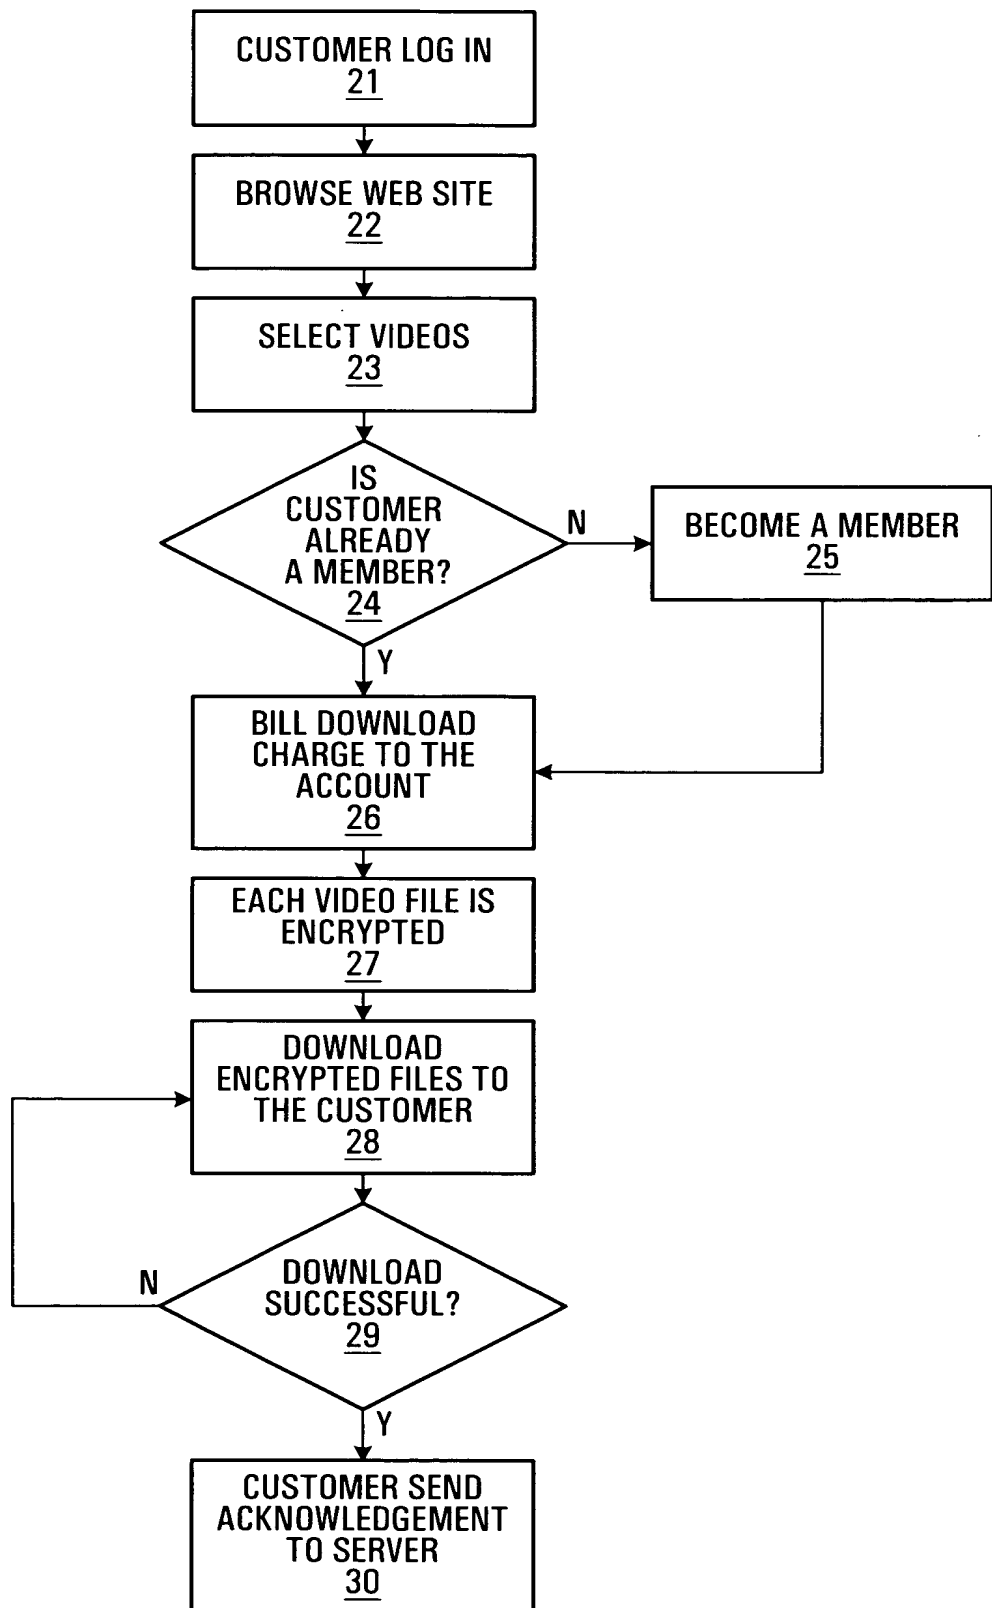 CUSTOMER LOG IN
21
BROWSE WEB SITE
22
SELECT VIDEOS
23
IS
CUSTOMER
ALREADY
A MEMBER?
24
N
BECOME A MEMBER
25
Y
BILL DOWNLOAD
CHARGE TO THE
ACCOUNT
26
EACH VIDEO FILE IS
ENCRYPTED
27
DOWNLOAD
ENCRYPTED FILES TO
THE CUSTOMER
28
N
DOWNLOAD
SUCCESSFUL?
29
Y
CUSTOMER SEND
ACKNOWLEDGEMENT
TO SERVER
30